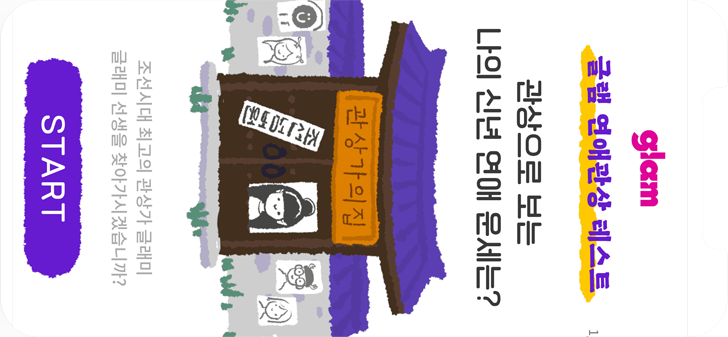 glam
글램 연애관상 테스트
관상으로 보는
나의 신년 연애 운세는?
관상가의집
조선시대 최고의 관상가 글래미
글래미 선생을 찾아가시겠습니까?
START